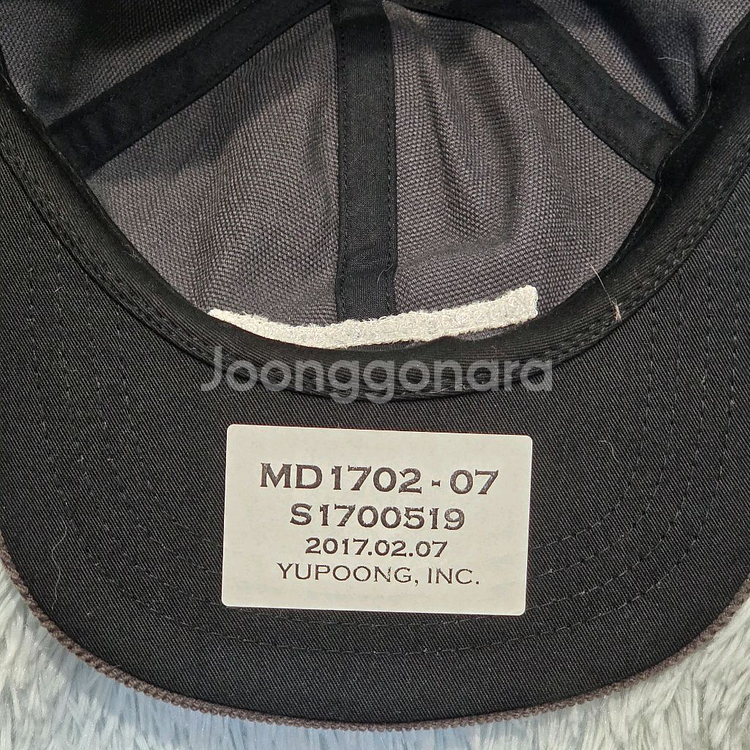 Joonggonara
MD1702-07
S1700519
2017.02.07
YUPOONG, INC.